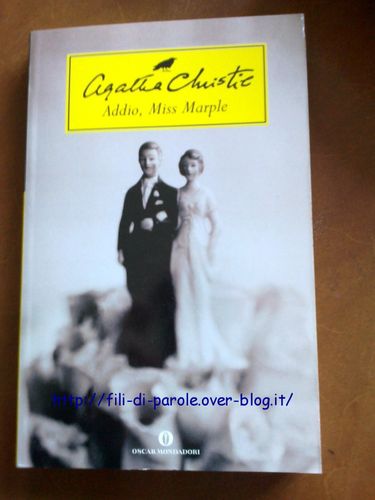 Agatha Christie
Addio, Miss Marple
http://fili-di-parole.over-blog.it/
OSCAR MONDADORI